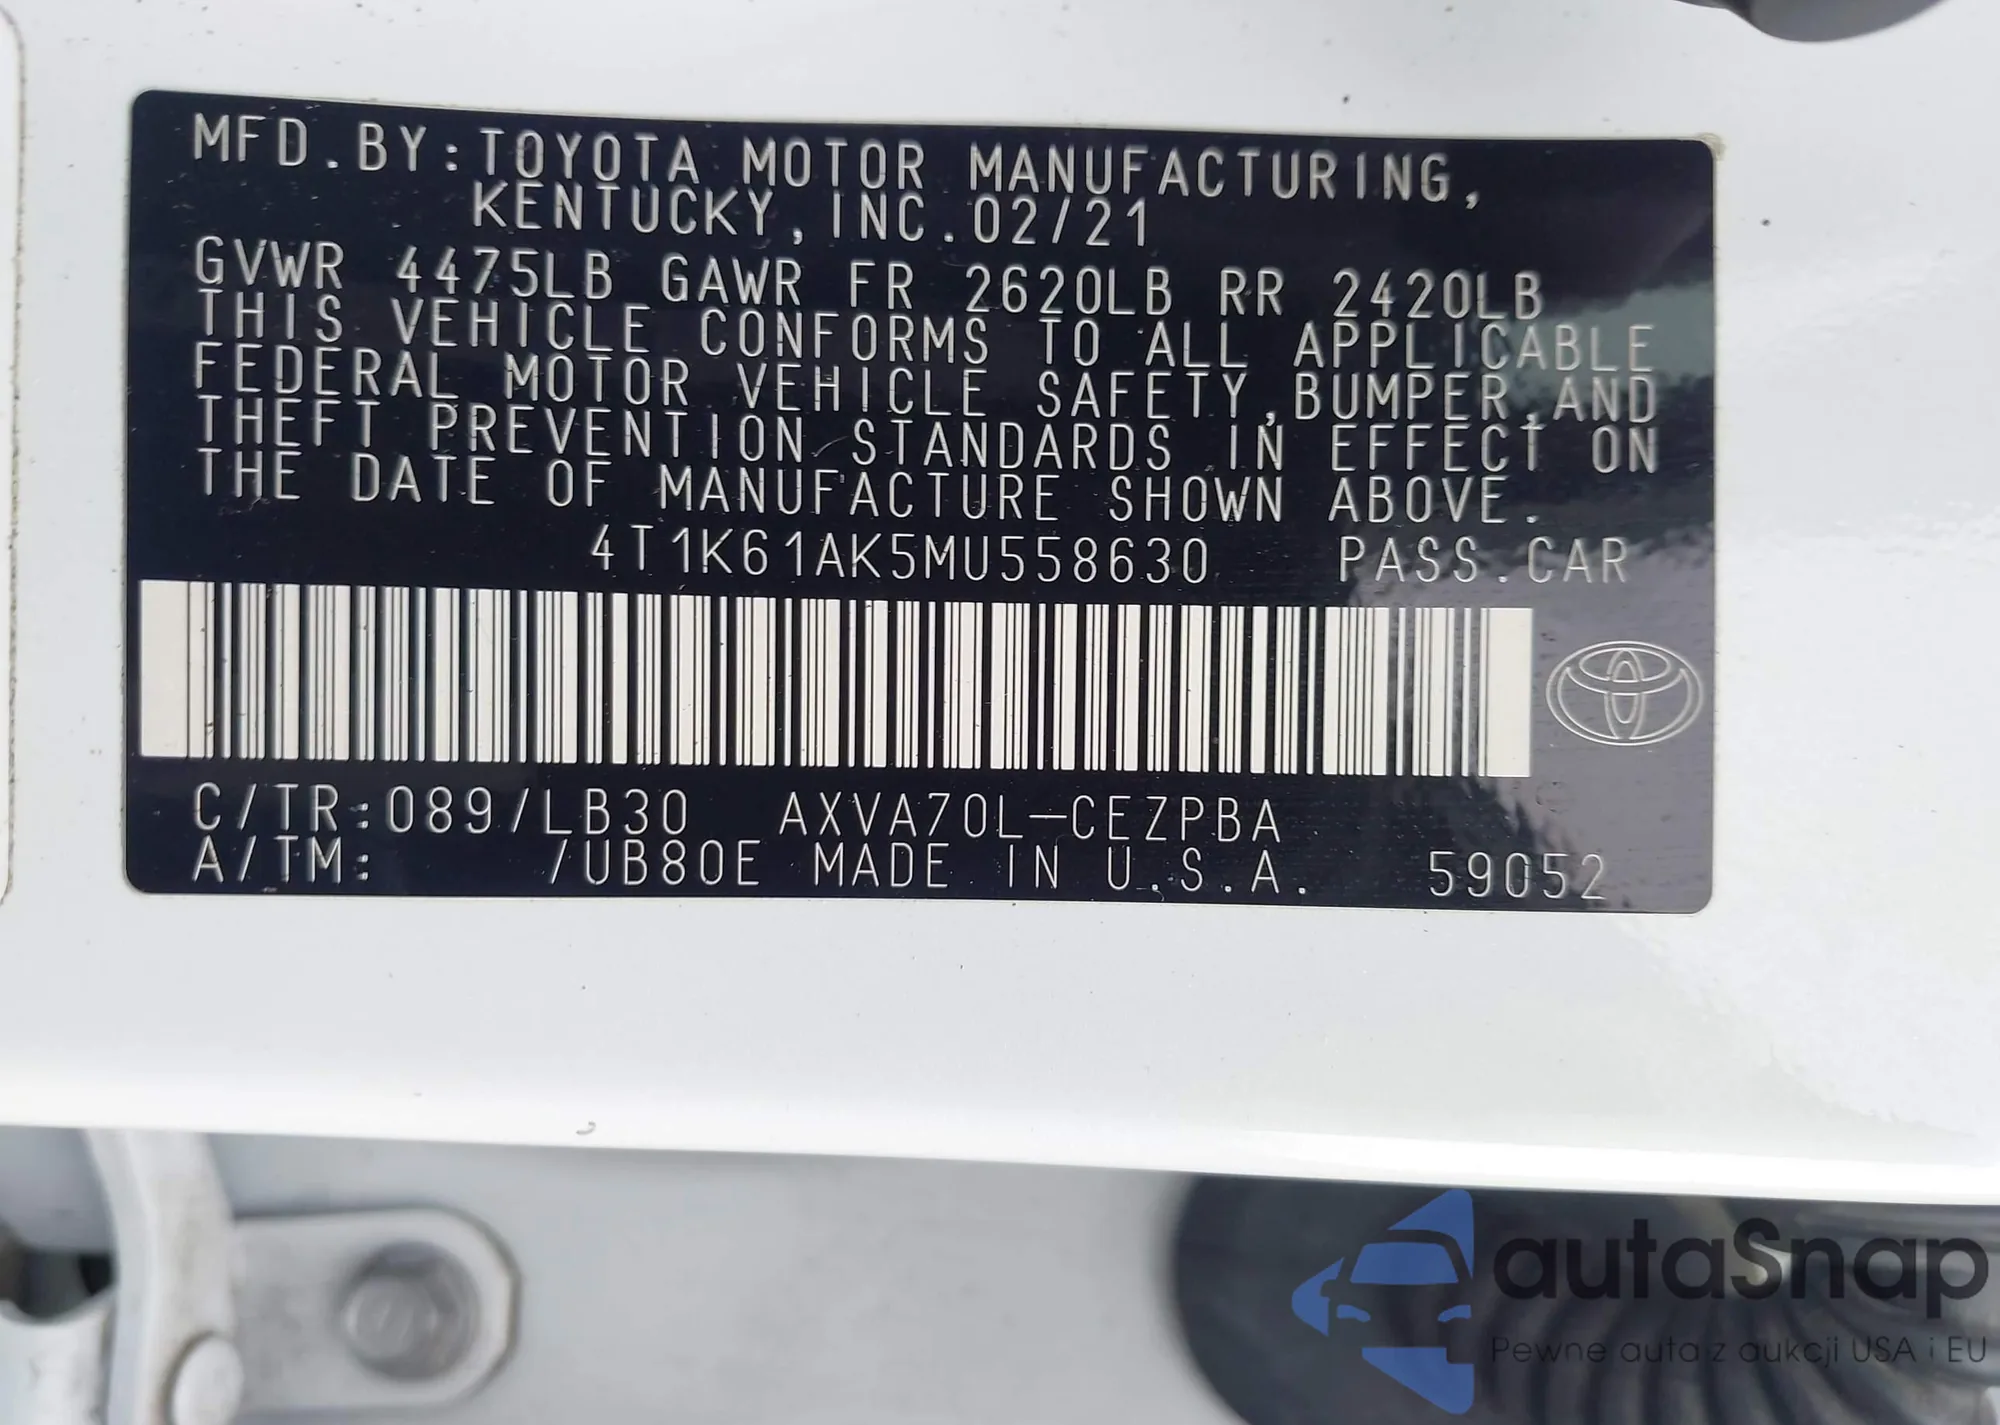 MFD.BY:TOYOTA MOTOR MANUFACTURING,
KENTUCKY,INC.02/21
GVWR 4475LB GAWR FR 2620LB RR 2420LB
THIS VEHICLE CONFORMS TO ALL APPLICABLE
FEDERAL MOTOR VEHICLE SAFETY,BUMPER,AND
THEFT PREVENTION STANDARDS IN EFFECT ON
THE DATE OF MANUFACTURE SHOWN ABOVE.
4T1K61AK5MU558630 PASS.CAR
C/TR:089/LB30 AXVA70L-CEZPBA
A/TM: /UB80E MADE IN U.S.A. 59052
autaSnap
Pewne auta z aukcji USA i EU